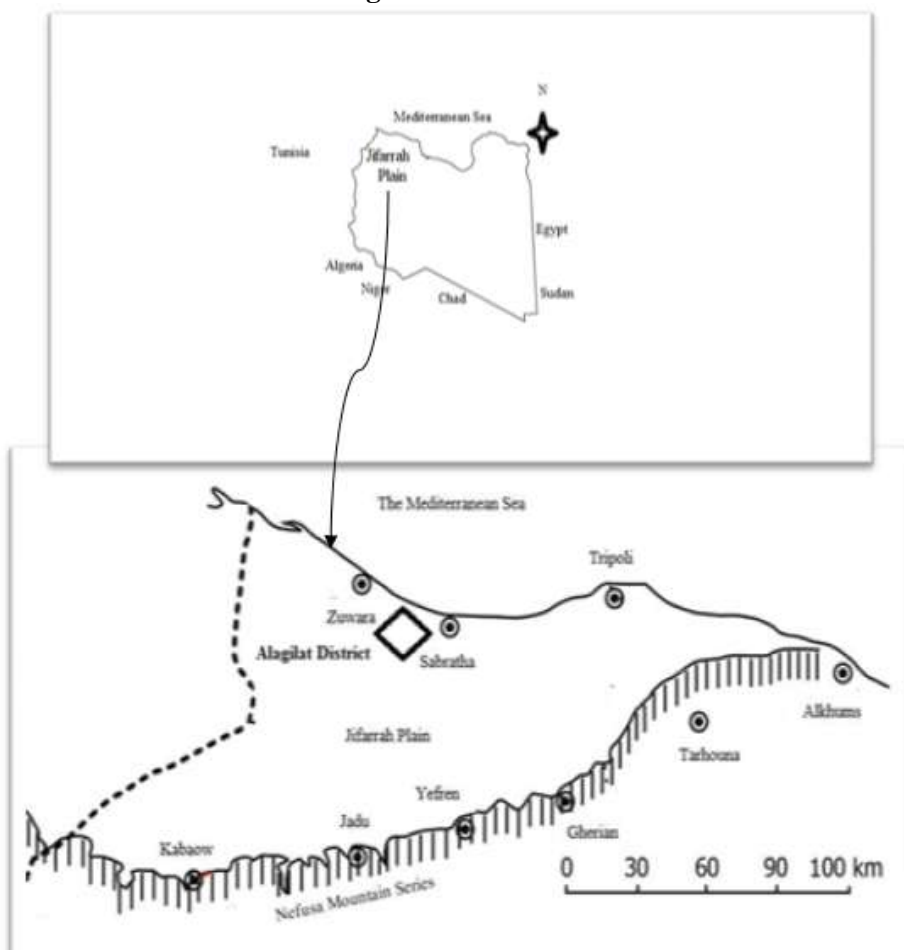 N
Mediterranean Sea
Tunisia
Jifarrah
Plain
Egypt
Algeria
Niger
Chad
Sudan
The Mediterranean Sea
Tripoli
Zuwara
Alagilat District
Sabratha
Alkhums
Jifarrah Plain
Tarhouna
Yefren
Jadu
Gherian
Kabaow
0 30 60 90 100 km
Nefusa Mountain Series